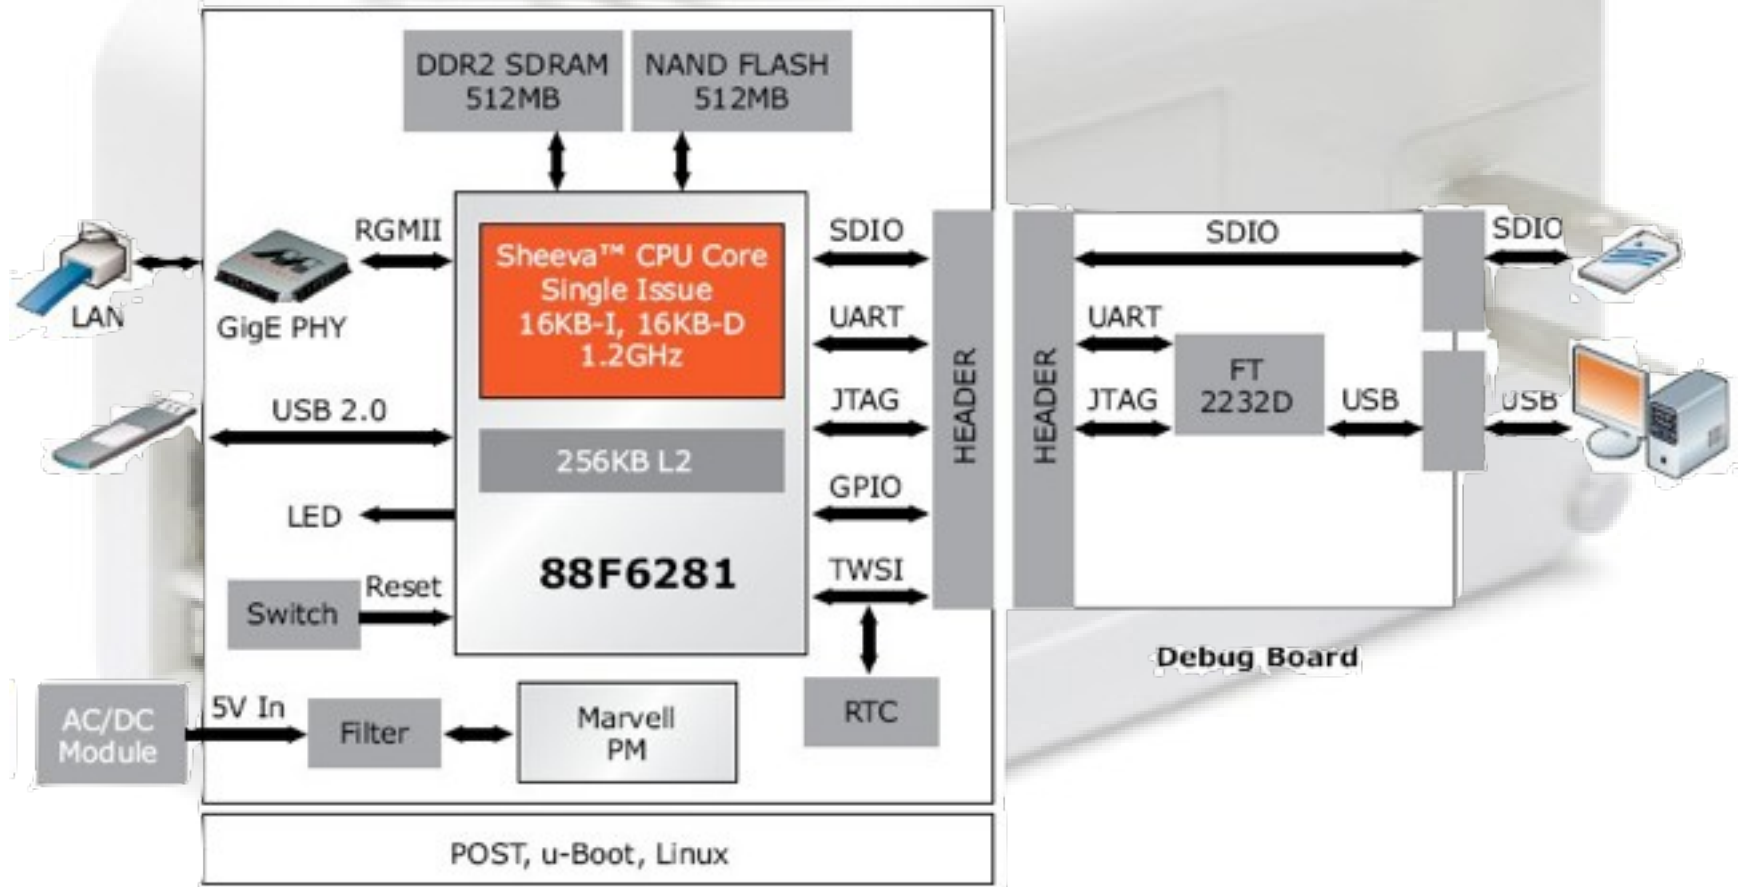 DDR2 SDRAM
512MB
NAND FLASH
512MB
RGMII
GigE PHY
LAN
Sheeva™ CPU Core
Single Issue
16KB-I, 16KB-D
1.2GHz
256KB L2
88F6281
USB 2.0
LED
Reset
Switch
SDIO
UART
JTAG
GPIO
TWSI
HEADER
RTC
AC/DC
Module
5V In
Filter
Marvell
PM
POST, u-Boot, Linux
HEADER
SDIO
UART
JTAG
FT
2232D
USB
SDIO
USB
Debug Board